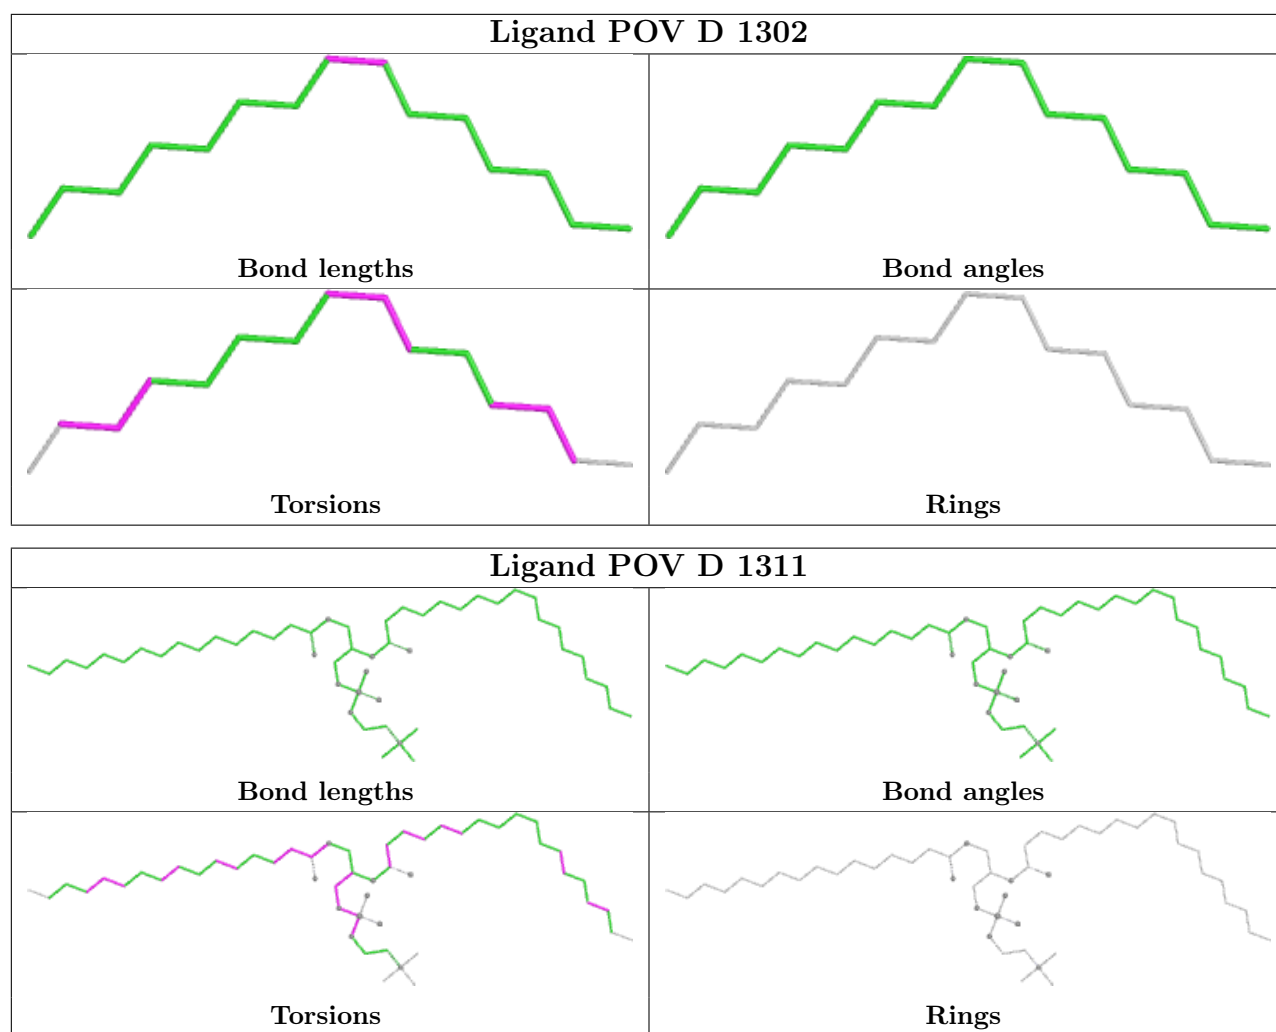 Ligand POV D 1302
Bond lengths
Bond angles
Torsions
Rings
Ligand POV D 1311
Bond lengths
Bond angles
Torsions
Rings